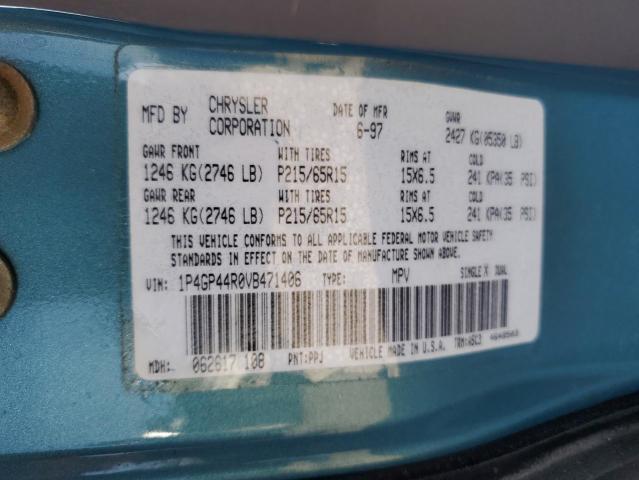 MFD BY CHRYSLER CORPORATION DATE OF MFR 6-97 GVWR 2427 KG(05350 LB)
GAWR FRONT WITH TIRES RIMS AT COLD
1246 KG(2746 LB) P215/65R15 15X6.5 241 KPA(35 PSI)
GAWR REAR WITH TIRES RIMS AT COLD
1246 KG(2746 LB) P215/65R15 15X6.5 241 KPA(35 PSI)
THIS VEHICLE CONFORMS TO ALL APPLICABLE FEDERAL MOTOR VEHICLE SAFETY
STANDARDS IN EFFECT ON THE DATE OF MANUFACTURE SHOWN ABOVE.
VIN: 1P4GP44R0VB471406 TYPE: MPV SINGLE X DUAL
MDH: 062617 108 PNT:PPJ VEHICLE MADE IN U.S.A. TRM:A5C3